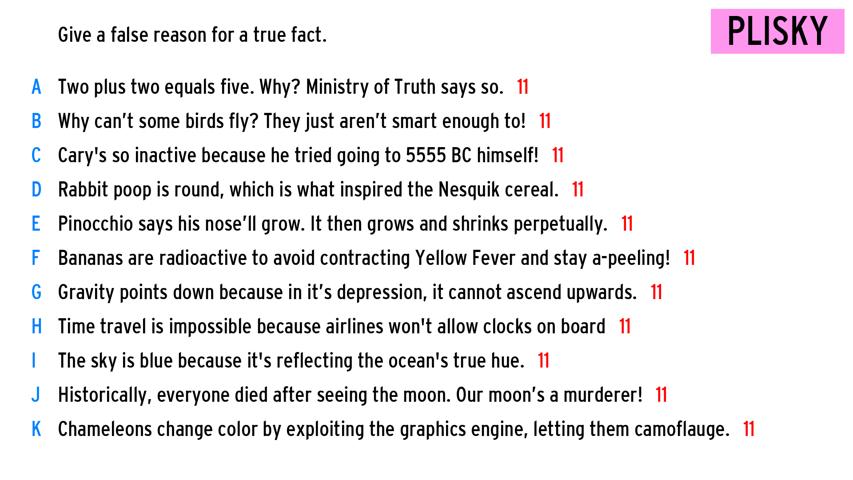 Give a false reason for a true fact.
PLISKY
A Two plus two equals five. Why? Ministry of Truth says so. 11
B Why can't some birds fly? They just aren't smart enough to! 11
C Cary's so inactive because he tried going to 5555 BC himself! 11
D Rabbit poop is round, which is what inspired the Nesquik cereal. 11
E Pinocchio says his nose'll grow. It then grows and shrinks perpetually. 11
F Bananas are radioactive to avoid contracting Yellow Fever and stay a-peeling! 11
G Gravity points down because in it's depression, it cannot ascend upwards. 11
H Time travel is impossible because airlines won't allow clocks on board 11
I The sky is blue because it's reflecting the ocean's true hue. 11
J Historically, everyone died after seeing the moon. Our moon's a murderer! 11
K Chameleons change color by exploiting the graphics engine, letting them camoflauge. 11